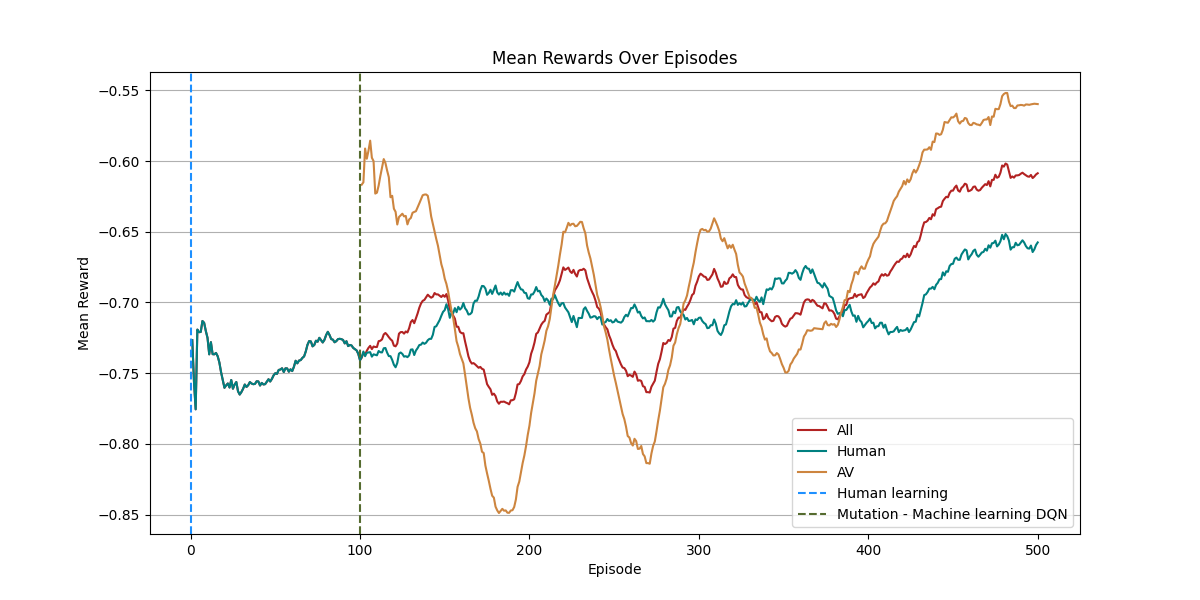 Mean Rewards Over Episodes
Mean Reward
−0.55
−0.60
−0.65
−0.70
−0.75
−0.80
−0.85
All
Human
AV
Human learning
Mutation - Machine learning DQN
0
100
200
300
400
500
Episode